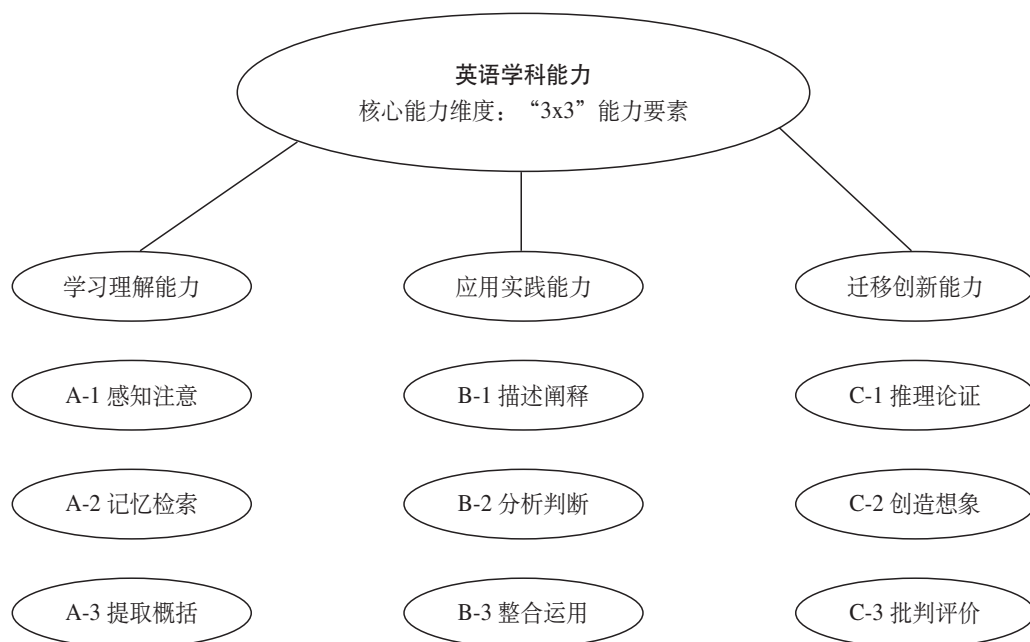 英语学科能力
核心能力维度：“3x3”能力要素
学习理解能力
应用实践能力
迁移创新能力
A-1 感知注意
B-1 描述阐释
C-1 推理论证
A-2 记忆检索
B-2 分析判断
C-2 创造想象
A-3 提取概括
B-3 整合运用
C-3 批判评价